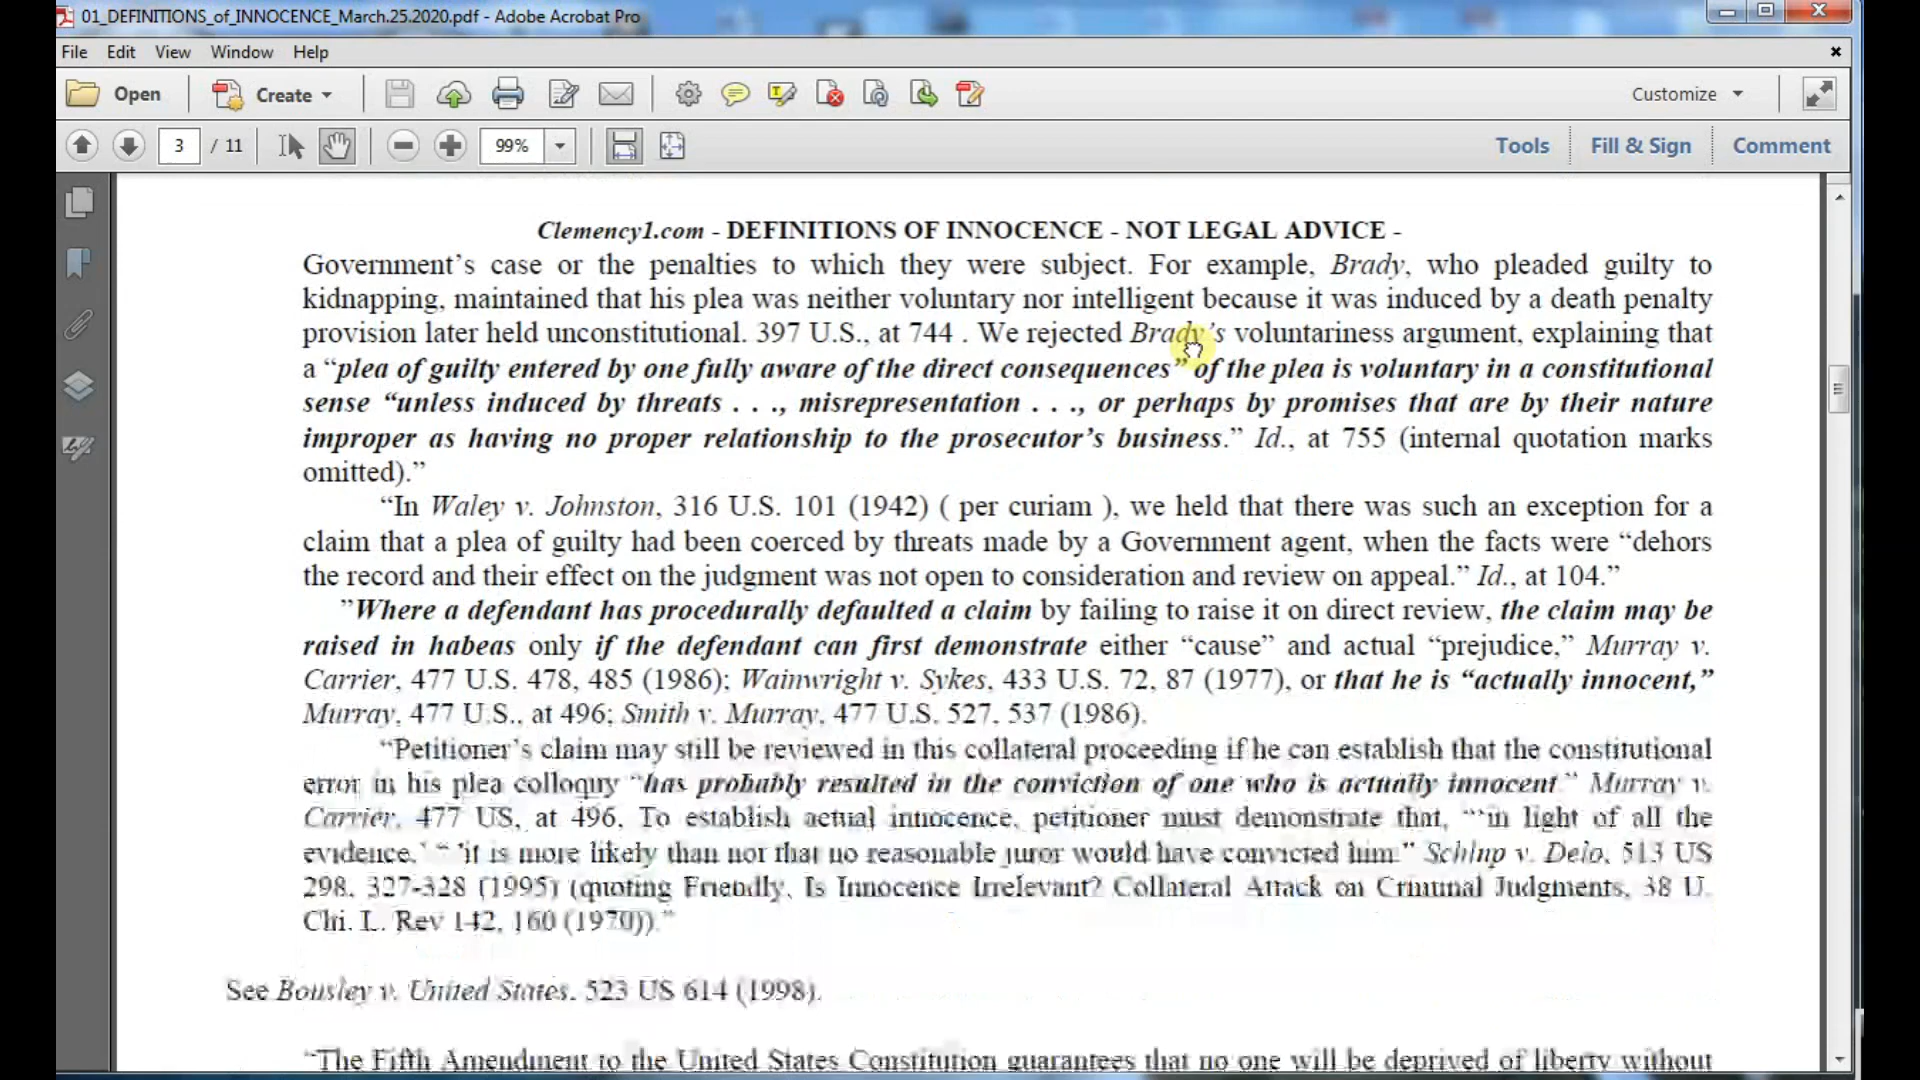 01_DEFINITIONS_of_INNOCENCE_March.25.2020.pdf - Adobe Acrobat Pro
File Edit View Window Help
Open Create Customize
3 / 11 99% Tools Fill & Sign Comment
Clemency1.com - DEFINITIONS OF INNOCENCE - NOT LEGAL ADVICE -
Government’s case or the penalties to which they were subject. For example, Brady, who pleaded guilty to
kidnapping, maintained that his plea was neither voluntary nor intelligent because it was induced by a death penalty
provision later held unconstitutional. 397 U.S., at 744 . We rejected Brady’s voluntariness argument, explaining that
a “plea of guilty entered by one fully aware of the direct consequences” of the plea is voluntary in a constitutional
sense “unless induced by threats . . ., misrepresentation . . ., or perhaps by promises that are by their nature
improper as having no proper relationship to the prosecutor’s business.” Id., at 755 (internal quotation marks
omitted).”
“In Waley v. Johnston, 316 U.S. 101 (1942) ( per curiam ), we held that there was such an exception for a
claim that a plea of guilty had been coerced by threats made by a Government agent, when the facts were “dehors
the record and their effect on the judgment was not open to consideration and review on appeal.” Id., at 104.”
”Where a defendant has procedurally defaulted a claim by failing to raise it on direct review, the claim may be
raised in habeas only if the defendant can first demonstrate either “cause” and actual “prejudice,” Murray v.
Carrier, 477 U.S. 478, 485 (1986); Wainwright v. Sykes, 433 U.S. 72, 87 (1977), or that he is “actually innocent,”
Murray, 477 U.S., at 496; Smith v. Murray, 477 U.S. 527, 537 (1986).
“Petitioner’s claim may still be reviewed in this collateral proceeding if he can establish that the constitutional
error in his plea colloquy “has probably resulted in the conviction of one who is actually innocent.” Murray v.
Carrier, 477 US, at 496. To establish actual innocence, petitioner must demonstrate that, “‘in light of all the
evidence,’ “ ‘it is more likely than not that no reasonable juror would have convicted him.” Schlup v. Delo, 513 US
298, 327-328 (1995) (quoting Friendly, Is Innocence Irrelevant? Collateral Attack on Criminal Judgments, 38 U.
Chi. L. Rev 142, 160 (1970)).”
See Bousley v. United States, 523 US 614 (1998).
“The Fifth Amendment to the United States Constitution guarantees that no one will be deprived of liberty without